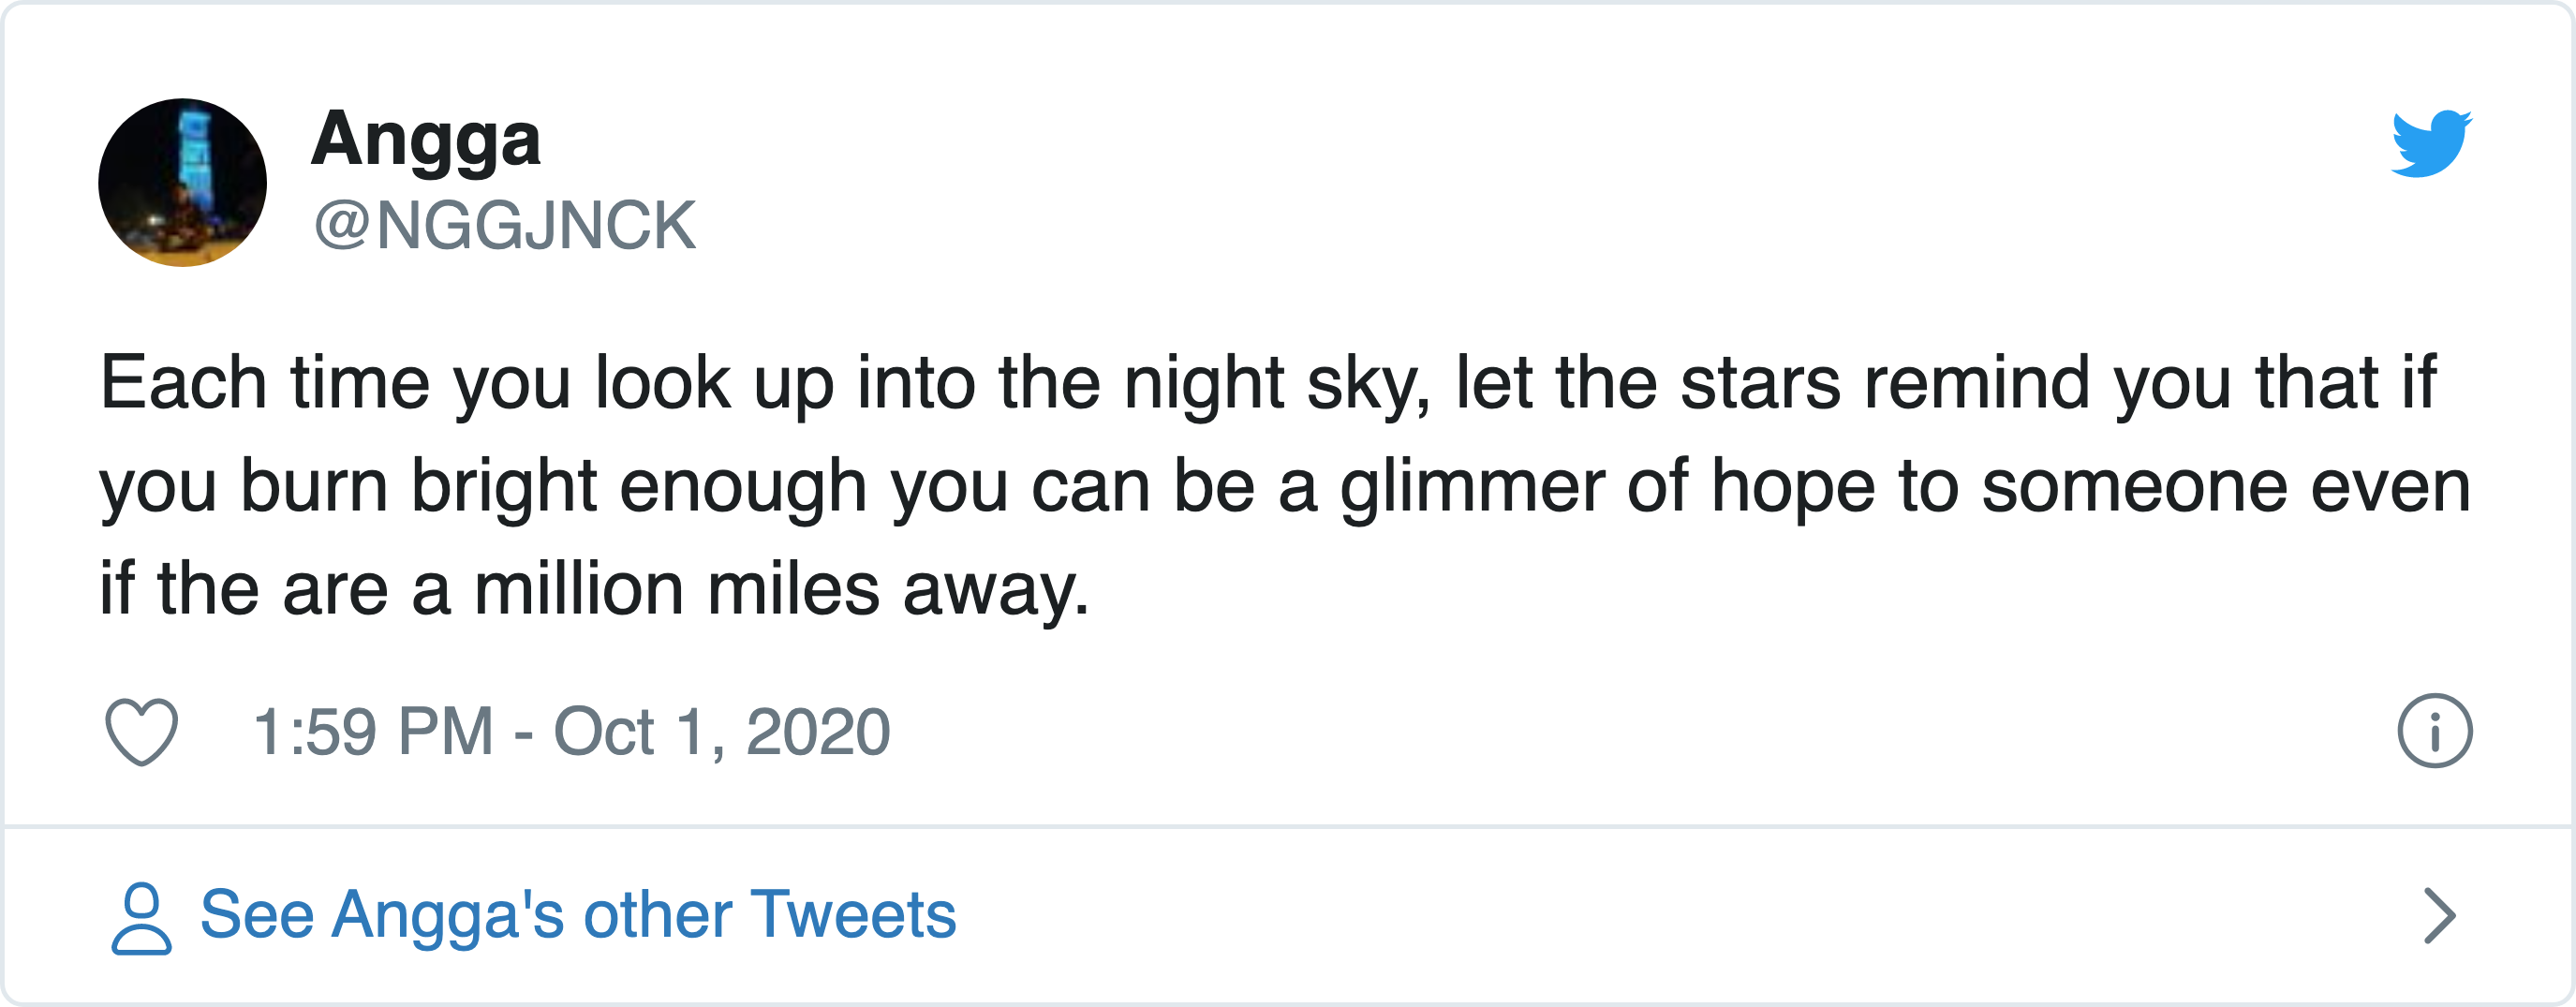 Angga
@NGGJNCK
Each time you look up into the night sky, let the stars remind you that if
you burn bright enough you can be a glimmer of hope to someone even
if the are a million miles away.
1:59 PM - Oct 1, 2020
See Angga's other Tweets